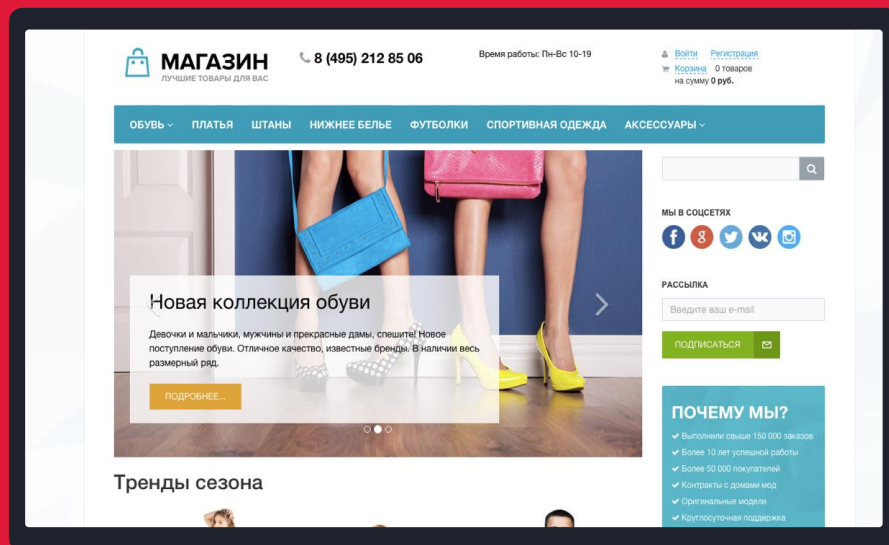 МАГАЗИН
ЛУЧШИЕ ТОВАРЫ ДЛЯ ВАС
8 (495) 212 85 06
Время работы: Пн-Вс 10-19
Войти Регистрация
Корзина 0 товаров
на сумму 0 руб.
ОБУВЬ ПЛАТЬЯ ШТАНЫ НИЖНЕЕ БЕЛЬЕ ФУТБОЛКИ СПОРТИВНАЯ ОДЕЖДА АКСЕССУАРЫ
Новая коллекция обуви
Девочки и мальчики, мужчины и прекрасные дамы, спешите! Новое
поступление обуви. Отличное качество, известные бренды. В наличии весь
размерный ряд.
ПОДРОБНЕЕ...
МЫ В СОЦСЕТЯХ
РАССЫЛКА
Введите ваш e-mail
ПОДПИСАТЬСЯ
ПОЧЕМУ МЫ?
Выполнили свыше 150 000 заказов
Более 10 лет успешной работы
Более 50 000 покупателей
Контракты с домами мод
Оригинальные модели
Круглосуточная поддержка
Тренды сезона